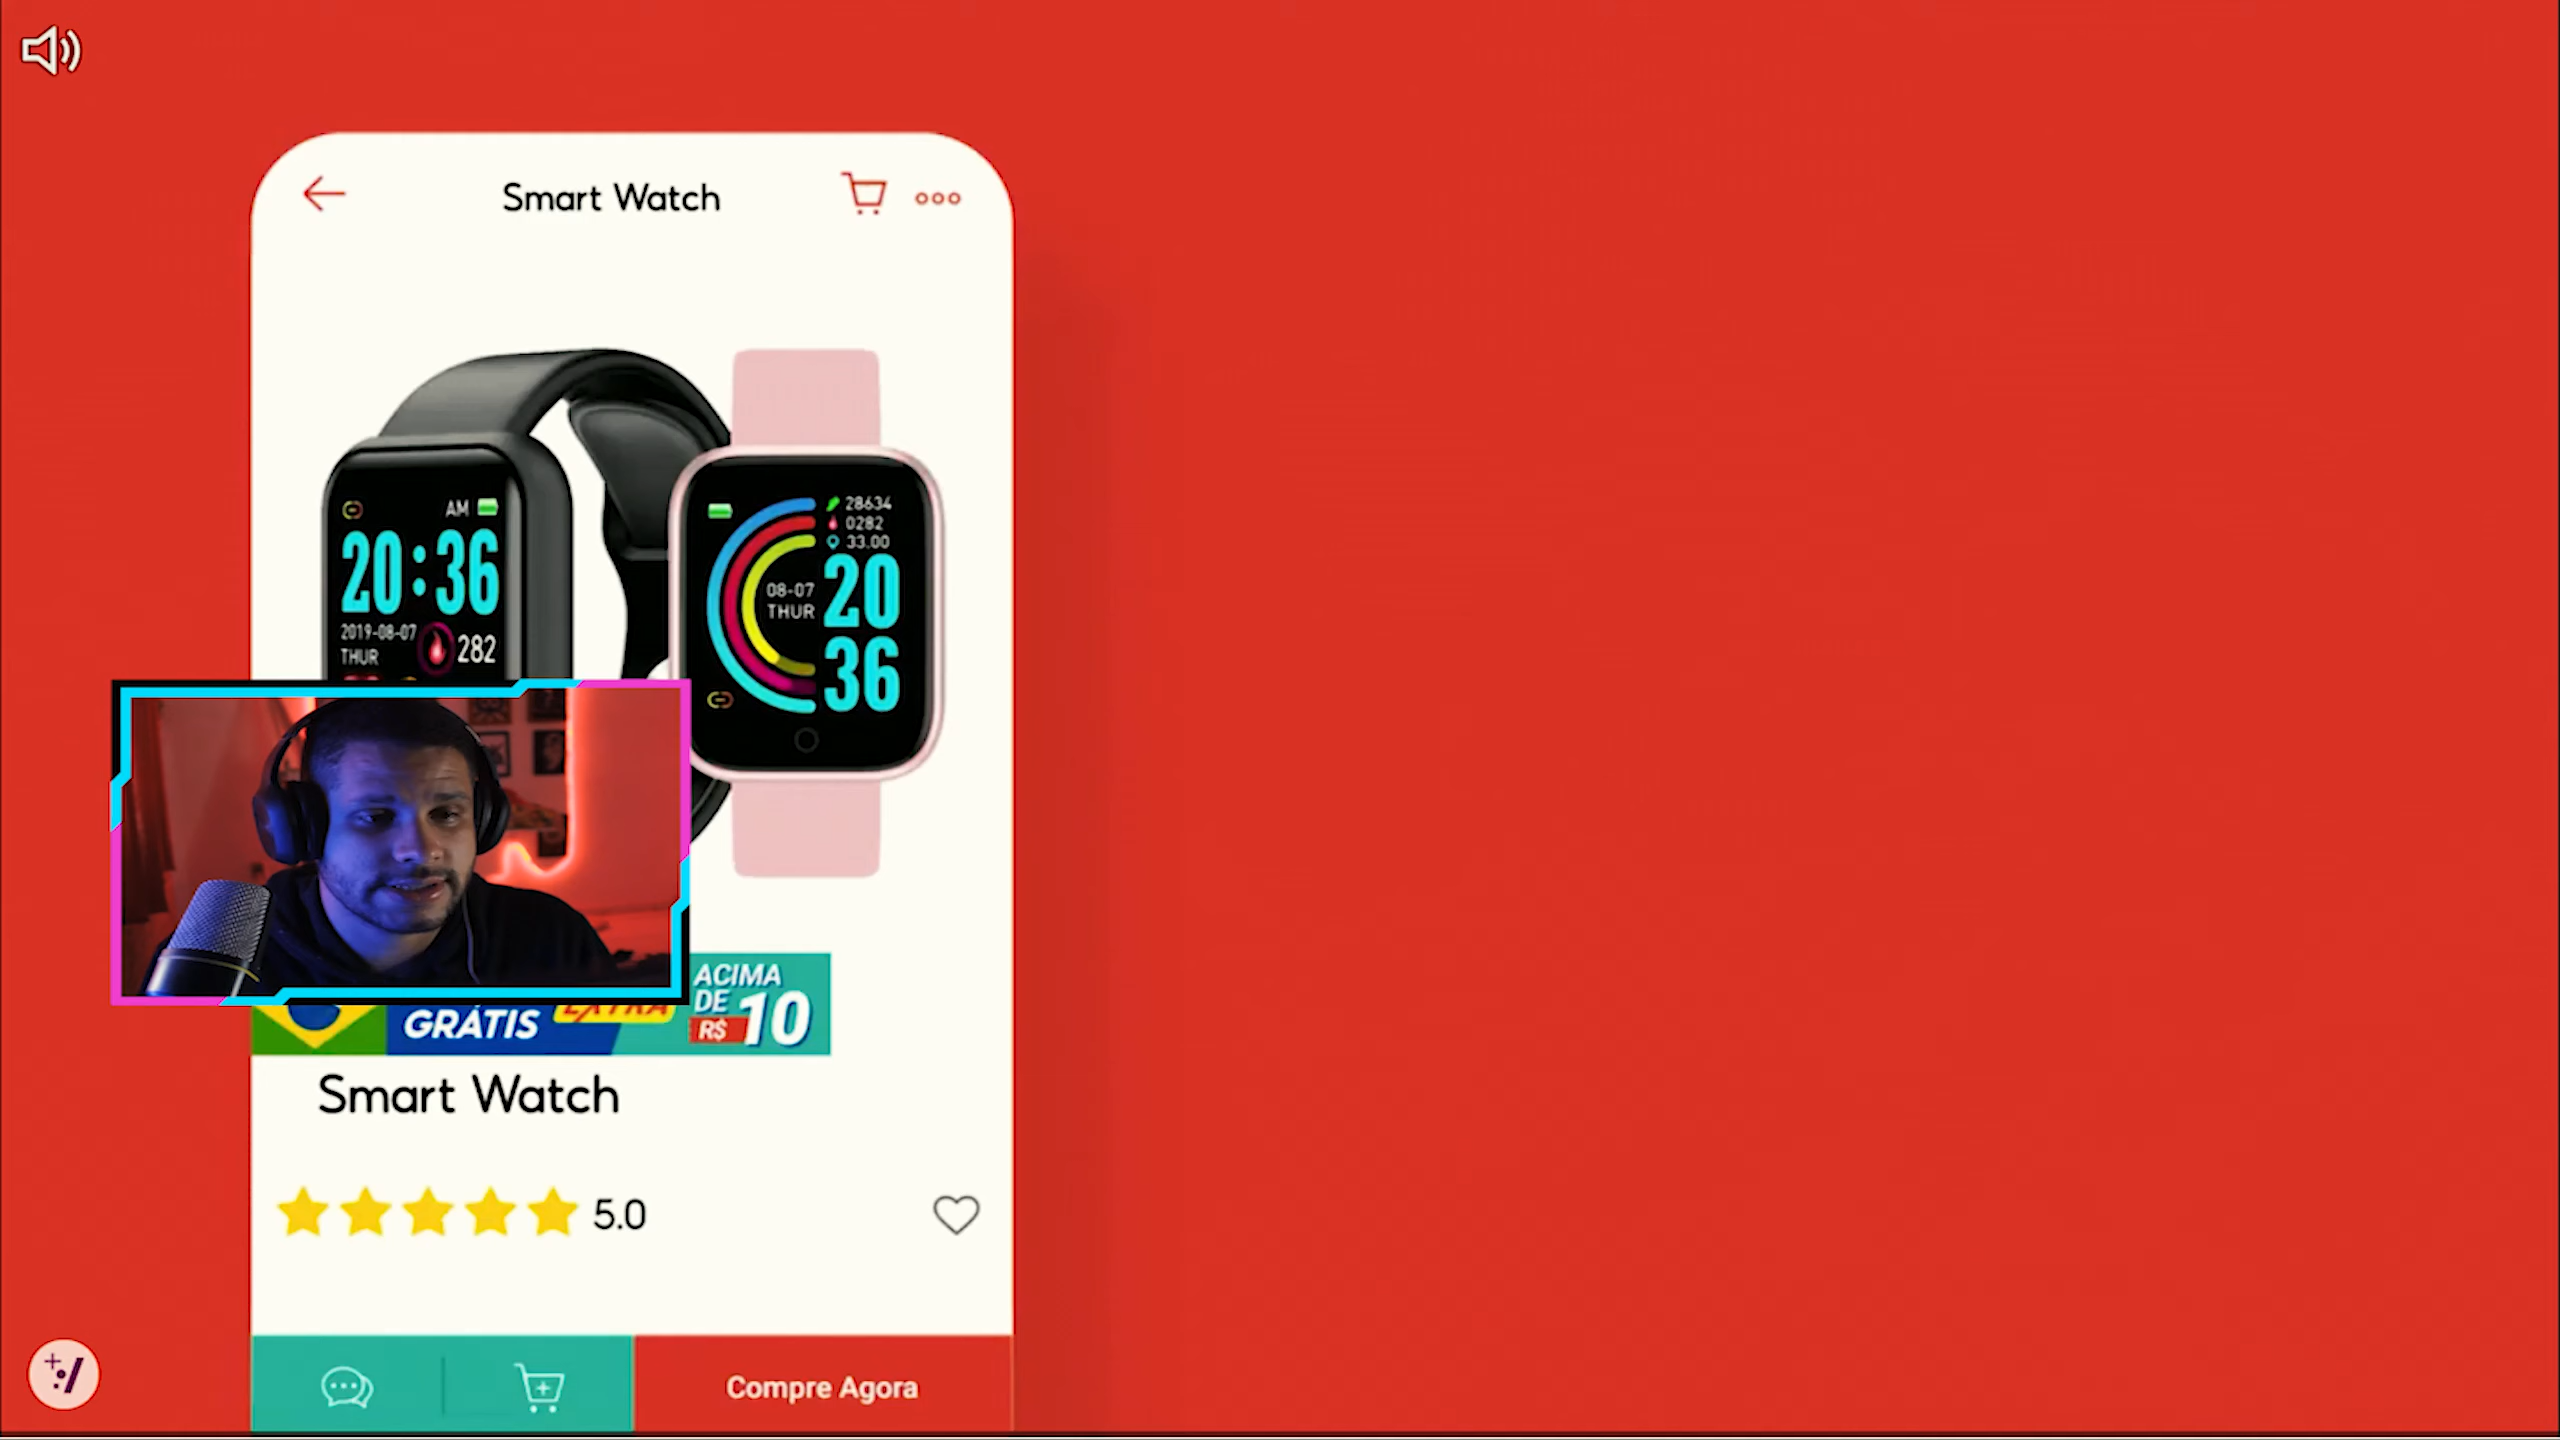 Smart Watch
AM
20:36
2019-08-07
THUR
282
28634
0282
33.00
08-07
THUR
20
36
ACIMA
DE
R$ 10
GRÁTIS
EXTRA
Smart Watch
5.0
Compre Agora